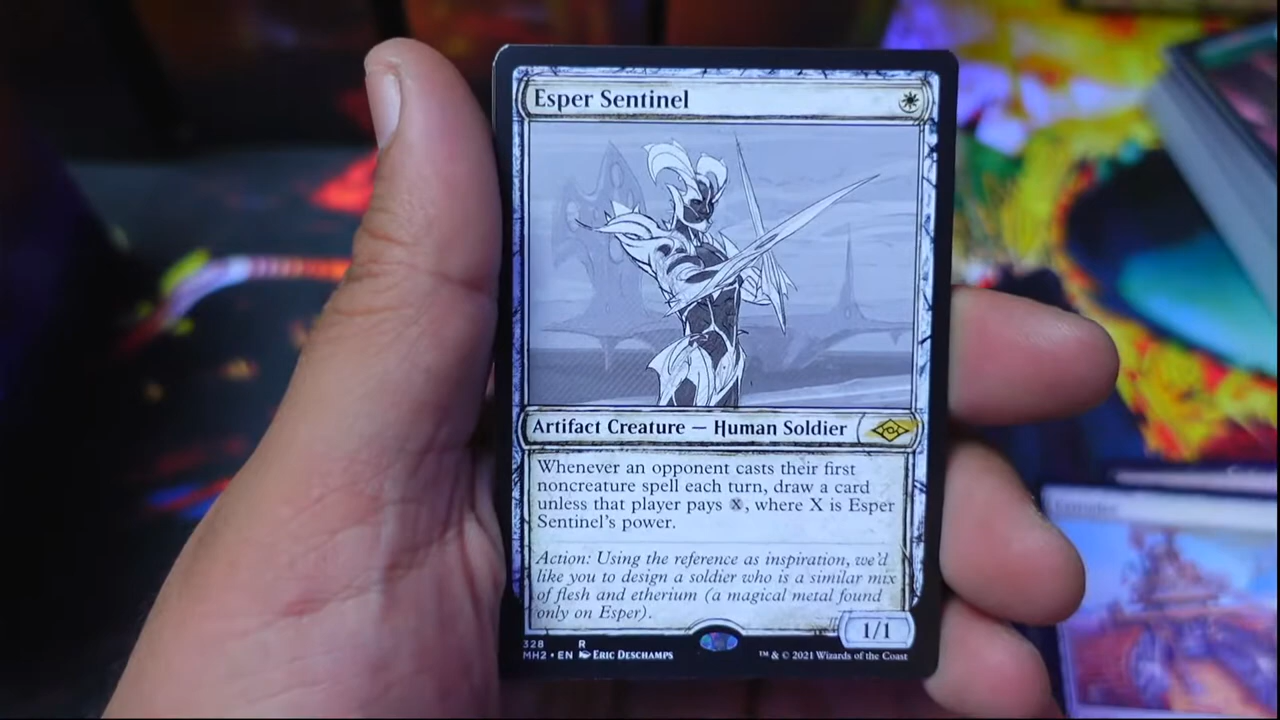 Esper Sentinel
Artifact Creature — Human Soldier
Whenever an opponent casts their first
noncreature spell each turn, draw a card
unless that player pays X, where X is Esper
Sentinel's power.
Action: Using the reference as inspiration, we'd
like you to design a soldier who is a similar mix
of flesh and etherium (a magical metal found
only on Esper).
1/1
328 R
MH2 • EN Eric Deschamps
™ & © 2021 Wizards of the Coast